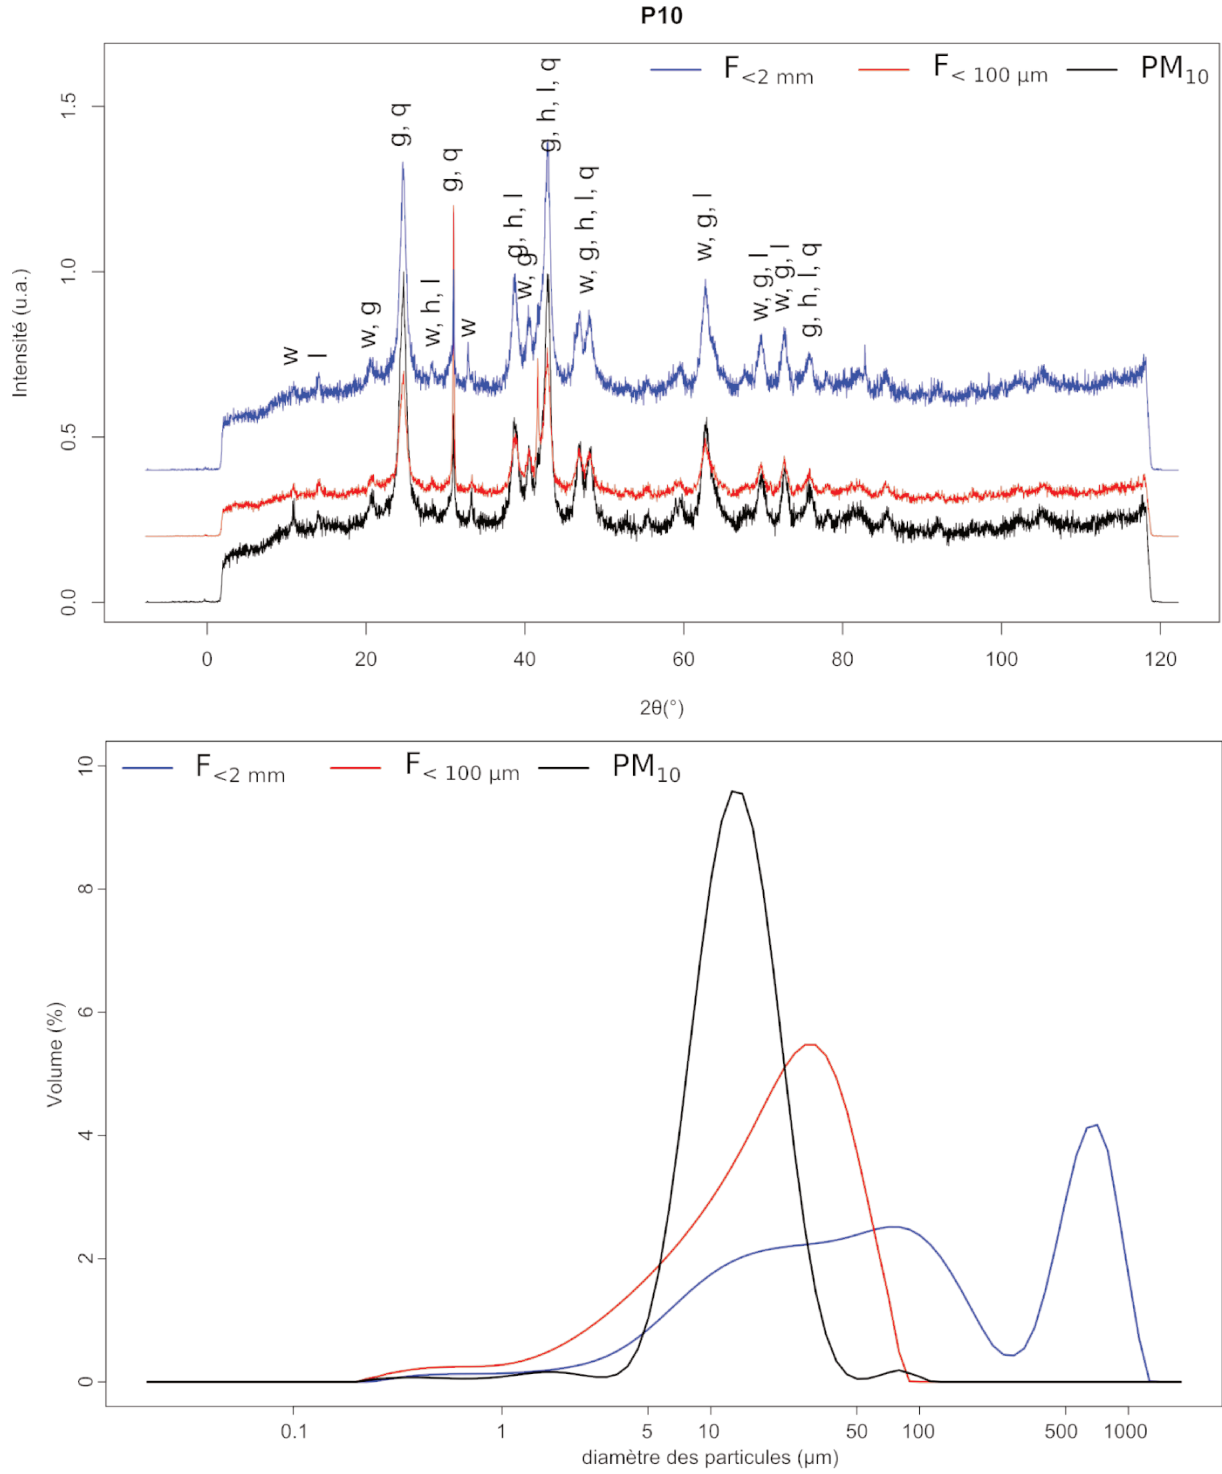 P10
F<2 mm F< 100 µm PM10
Intensité (u.a.)
1.5
1.0
0.5
0.0
w
l
w, g
g, q
w, h, l
g, q
w
g, h, l
w, g
g, h, l, q
w, g, h, l, q
w, g, l
w, g, l
w, g, l
g, h, l, q
0 20 40 60 80 100 120
2θ(°)
F<2 mm F< 100 µm PM10
Volume (%)
10
8
6
4
2
0
0.1 1 5 10 50 100 500 1000
diamètre des particules (µm)